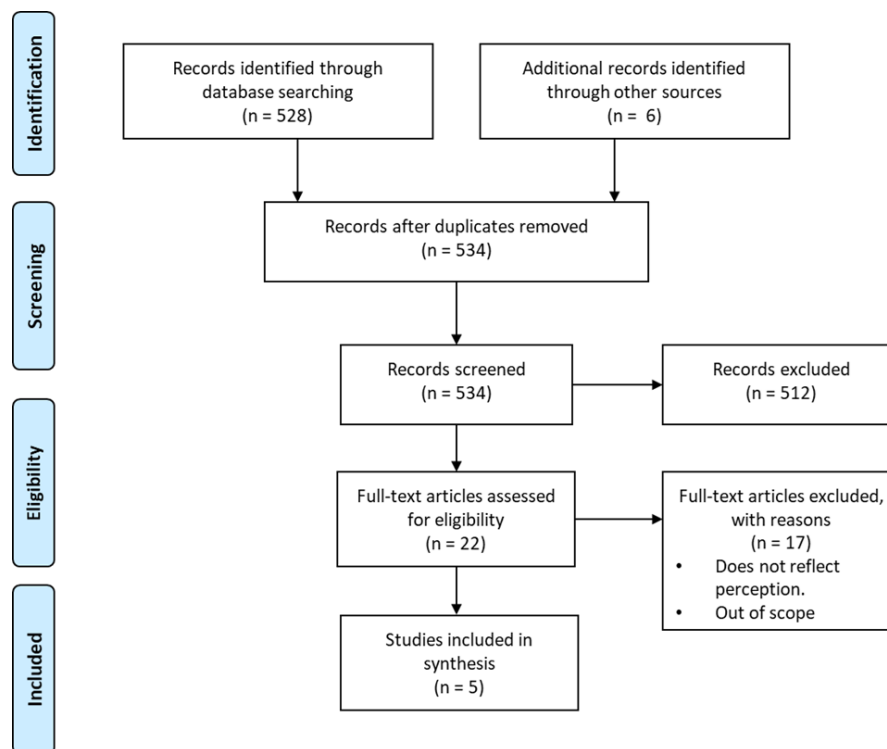 Identification
Records identified through
database searching
(n = 528)
Additional records identified
through other sources
(n = 6)
Screening
Records after duplicates removed
(n = 534)
Records screened
(n = 534)
Records excluded
(n = 512)
Eligibility
Full-text articles assessed
for eligibility
(n = 22)
Full-text articles excluded,
with reasons
(n = 17)
• Does not reflect
perception.
• Out of scope
Included
Studies included in
synthesis
(n = 5)